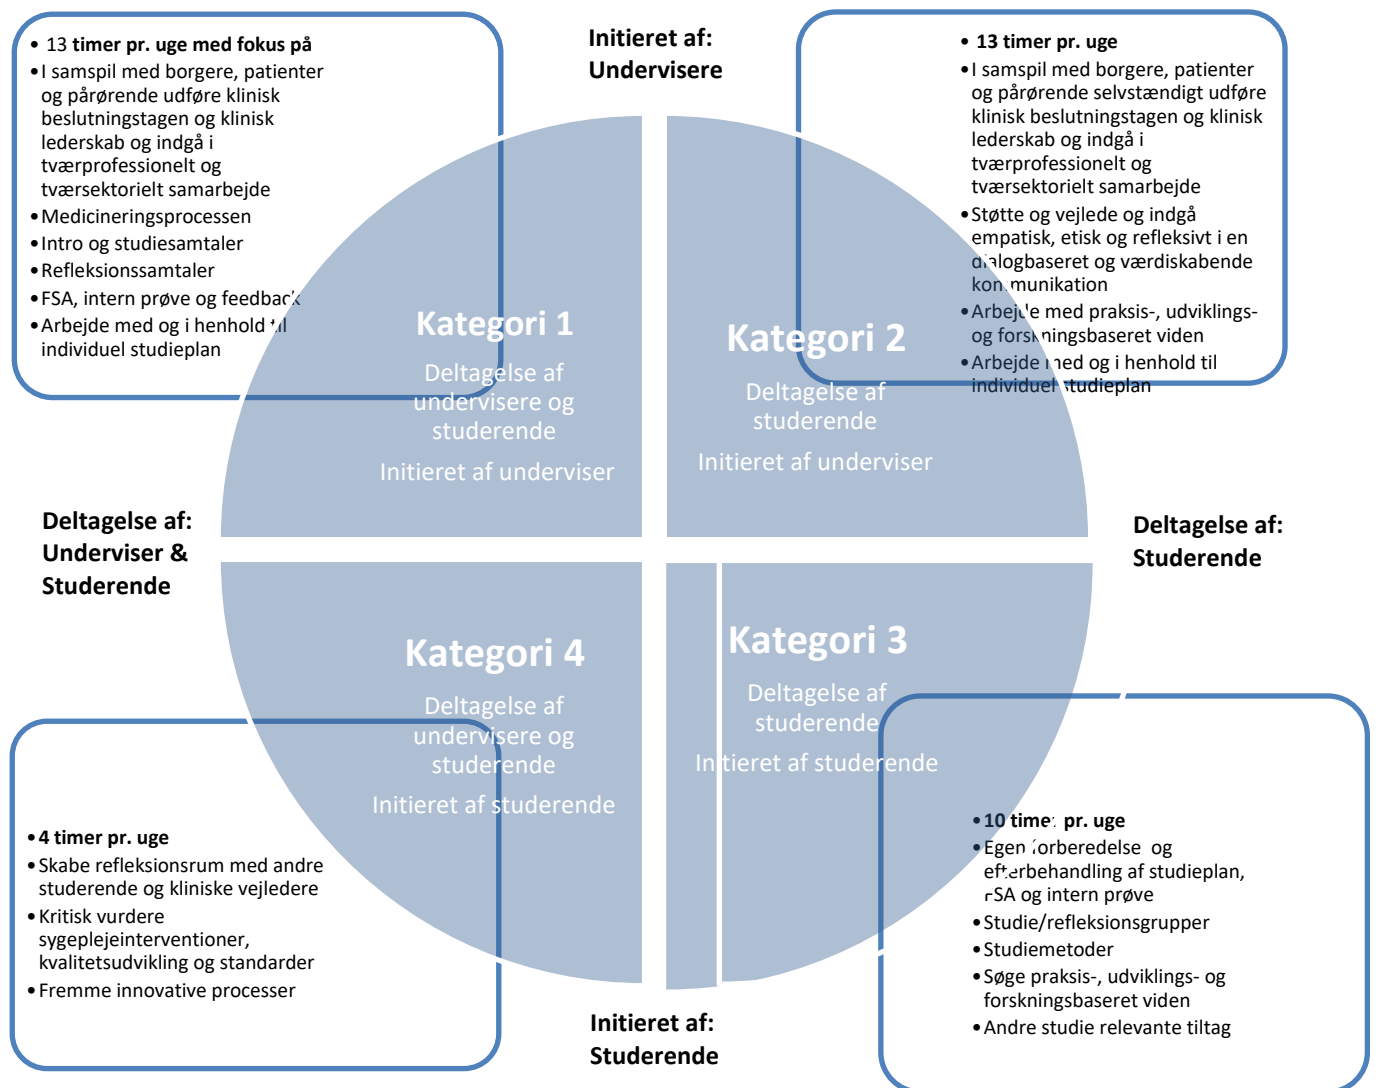 • 13 timer pr. uge med fokus på
• I samspil med borgere, patienter
og pårørende udføre klinisk
beslutningstagen og klinisk
lederskab og indgå i
tværprofessionelt og
tværsektorielt samarbejde
• Medicineringsprocessen
• Intro og studiesamtaler
• Refleksionssamtaler
• FSA, intern prøve og feedback
• Arbejde med og i henhold til
individuel studieplan
Initieret af:
Undervisere
• 13 timer pr. uge
• I samspil med borgere, patienter
og pårørende selvstændigt udføre
klinisk beslutningstagen og klinisk
lederskab og indgå i
tværprofessionelt og
tværsektorielt samarbejde
• Støtte og vejlede og indgå
empatisk, etisk og refleksivt i en
dialogbaseret og værdiskabende
kommunikation
• Arbejde med praksis-, udviklings-
og forskningsbaseret viden
• Arbejde med og i henhold til
individuel studieplan
Kategori 1
Deltagelse af
undervisere og
studerende
Initieret af underviser
Kategori 2
Deltagelse af
studerende
Initieret af underviser
Deltagelse af:
Underviser &
Studerende
Deltagelse af:
Studerende
Kategori 4
Deltagelse af
undervisere og
studerende
Initieret af studerende
Kategori 3
Deltagelse af
studerende
Initieret af studerende
• 4 timer pr. uge
• Skabe refleksionsrum med andre
studerende og kliniske vejledere
• Kritisk vurdere
sygeplejeinterventioner,
kvalitetsudvikling og standarder
• Fremme innovative processer
• 10 timer pr. uge
• Egen forberedelse og
efterbehandling af studieplan,
FSA og intern prøve
• Studie/refleksionsgrupper
• Studiemetoder
• Søge praksis-, udviklings- og
forskningsbaseret viden
• Andre studie relevante tiltag
Initieret af:
Studerende